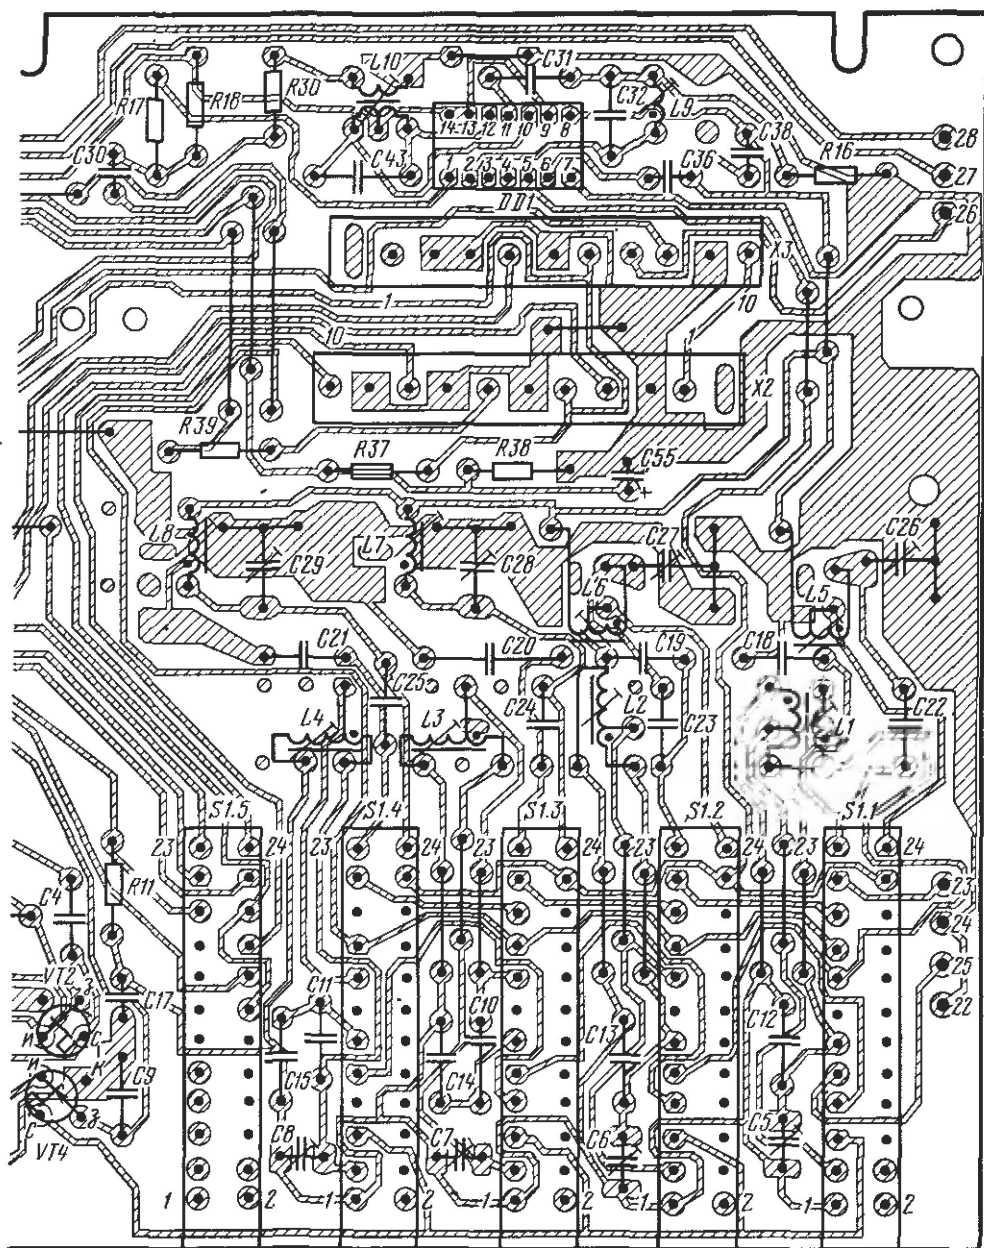 L10
C31
R30
R18
R17
C32
L9
14 13 12 11 10 9 8
C38
28
C30
C43
1 2 3 4 5 6 7
C36
R16
27
DD1
26
X3
1
10
10
1
X2
R39
R37
R38
C55
+
L8
C29
L7
C28
C27
C26
L6
L5
C21
C20
C19
C18
C25
L4
L3
C24
L2
C23
L1
C22
S1.5
S1.4
S1.3
S1.2
S1.1
23
24
23
24
23
24
23
24
23
24
23
C4
R11
24
VT2
з
25
C17
C11
C10
C12
22
И
С
C13
И
К
C9
C15
C14
С
з
C8
C7
C6
C5
VT4
1
2
1
2
1
2
1
2
1
2